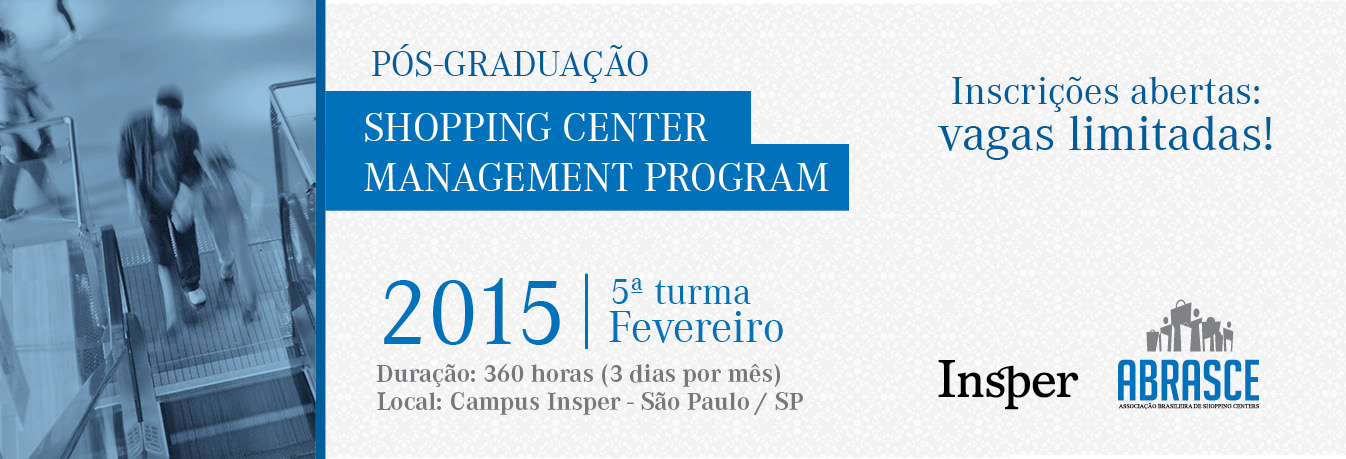 PÓS-GRADUAÇÃO
SHOPPING CENTER
MANAGEMENT PROGRAM
Inscrições abertas:
vagas limitadas!
2015
5ª turma
Fevereiro
Duração: 360 horas (3 dias por mês)
Local: Campus Insper - São Paulo / SP
Insper
ABRASCE
ASSOCIAÇÃO BRASILEIRA DE SHOPPING CENTERS